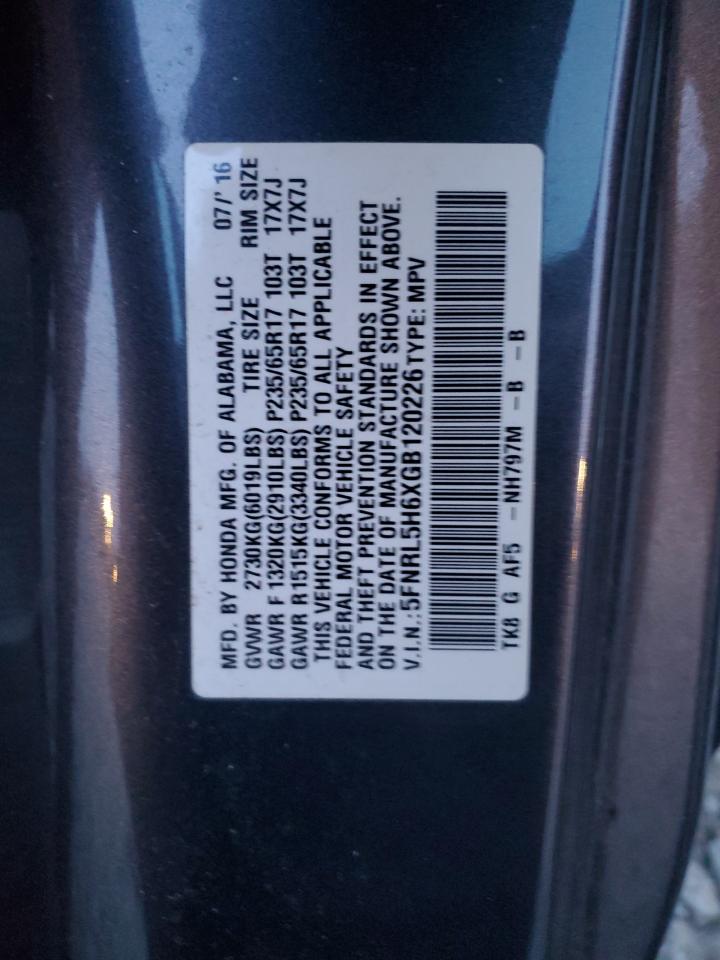 MFD. BY HONDA MFG. OF ALABAMA, LLC 07/' 16
GVWR 2730KG(6019LBS) TIRE SIZE RIM SIZE
GAWR F 1320KG(2910LBS) P235/65R17 103T 17X7J
GAWR R1515KG(3340LBS) P235/65R17 103T 17X7J
THIS VEHICLE CONFORMS TO ALL APPLICABLE
FEDERAL MOTOR VEHICLE SAFETY
AND THEFT PREVENTION STANDARDS IN EFFECT
ON THE DATE OF MANUFACTURE SHOWN ABOVE.
V.I.N.:5FNRL5H6XGB120226 TYPE: MPV
TK8 G AF5 -NH797M -B -B